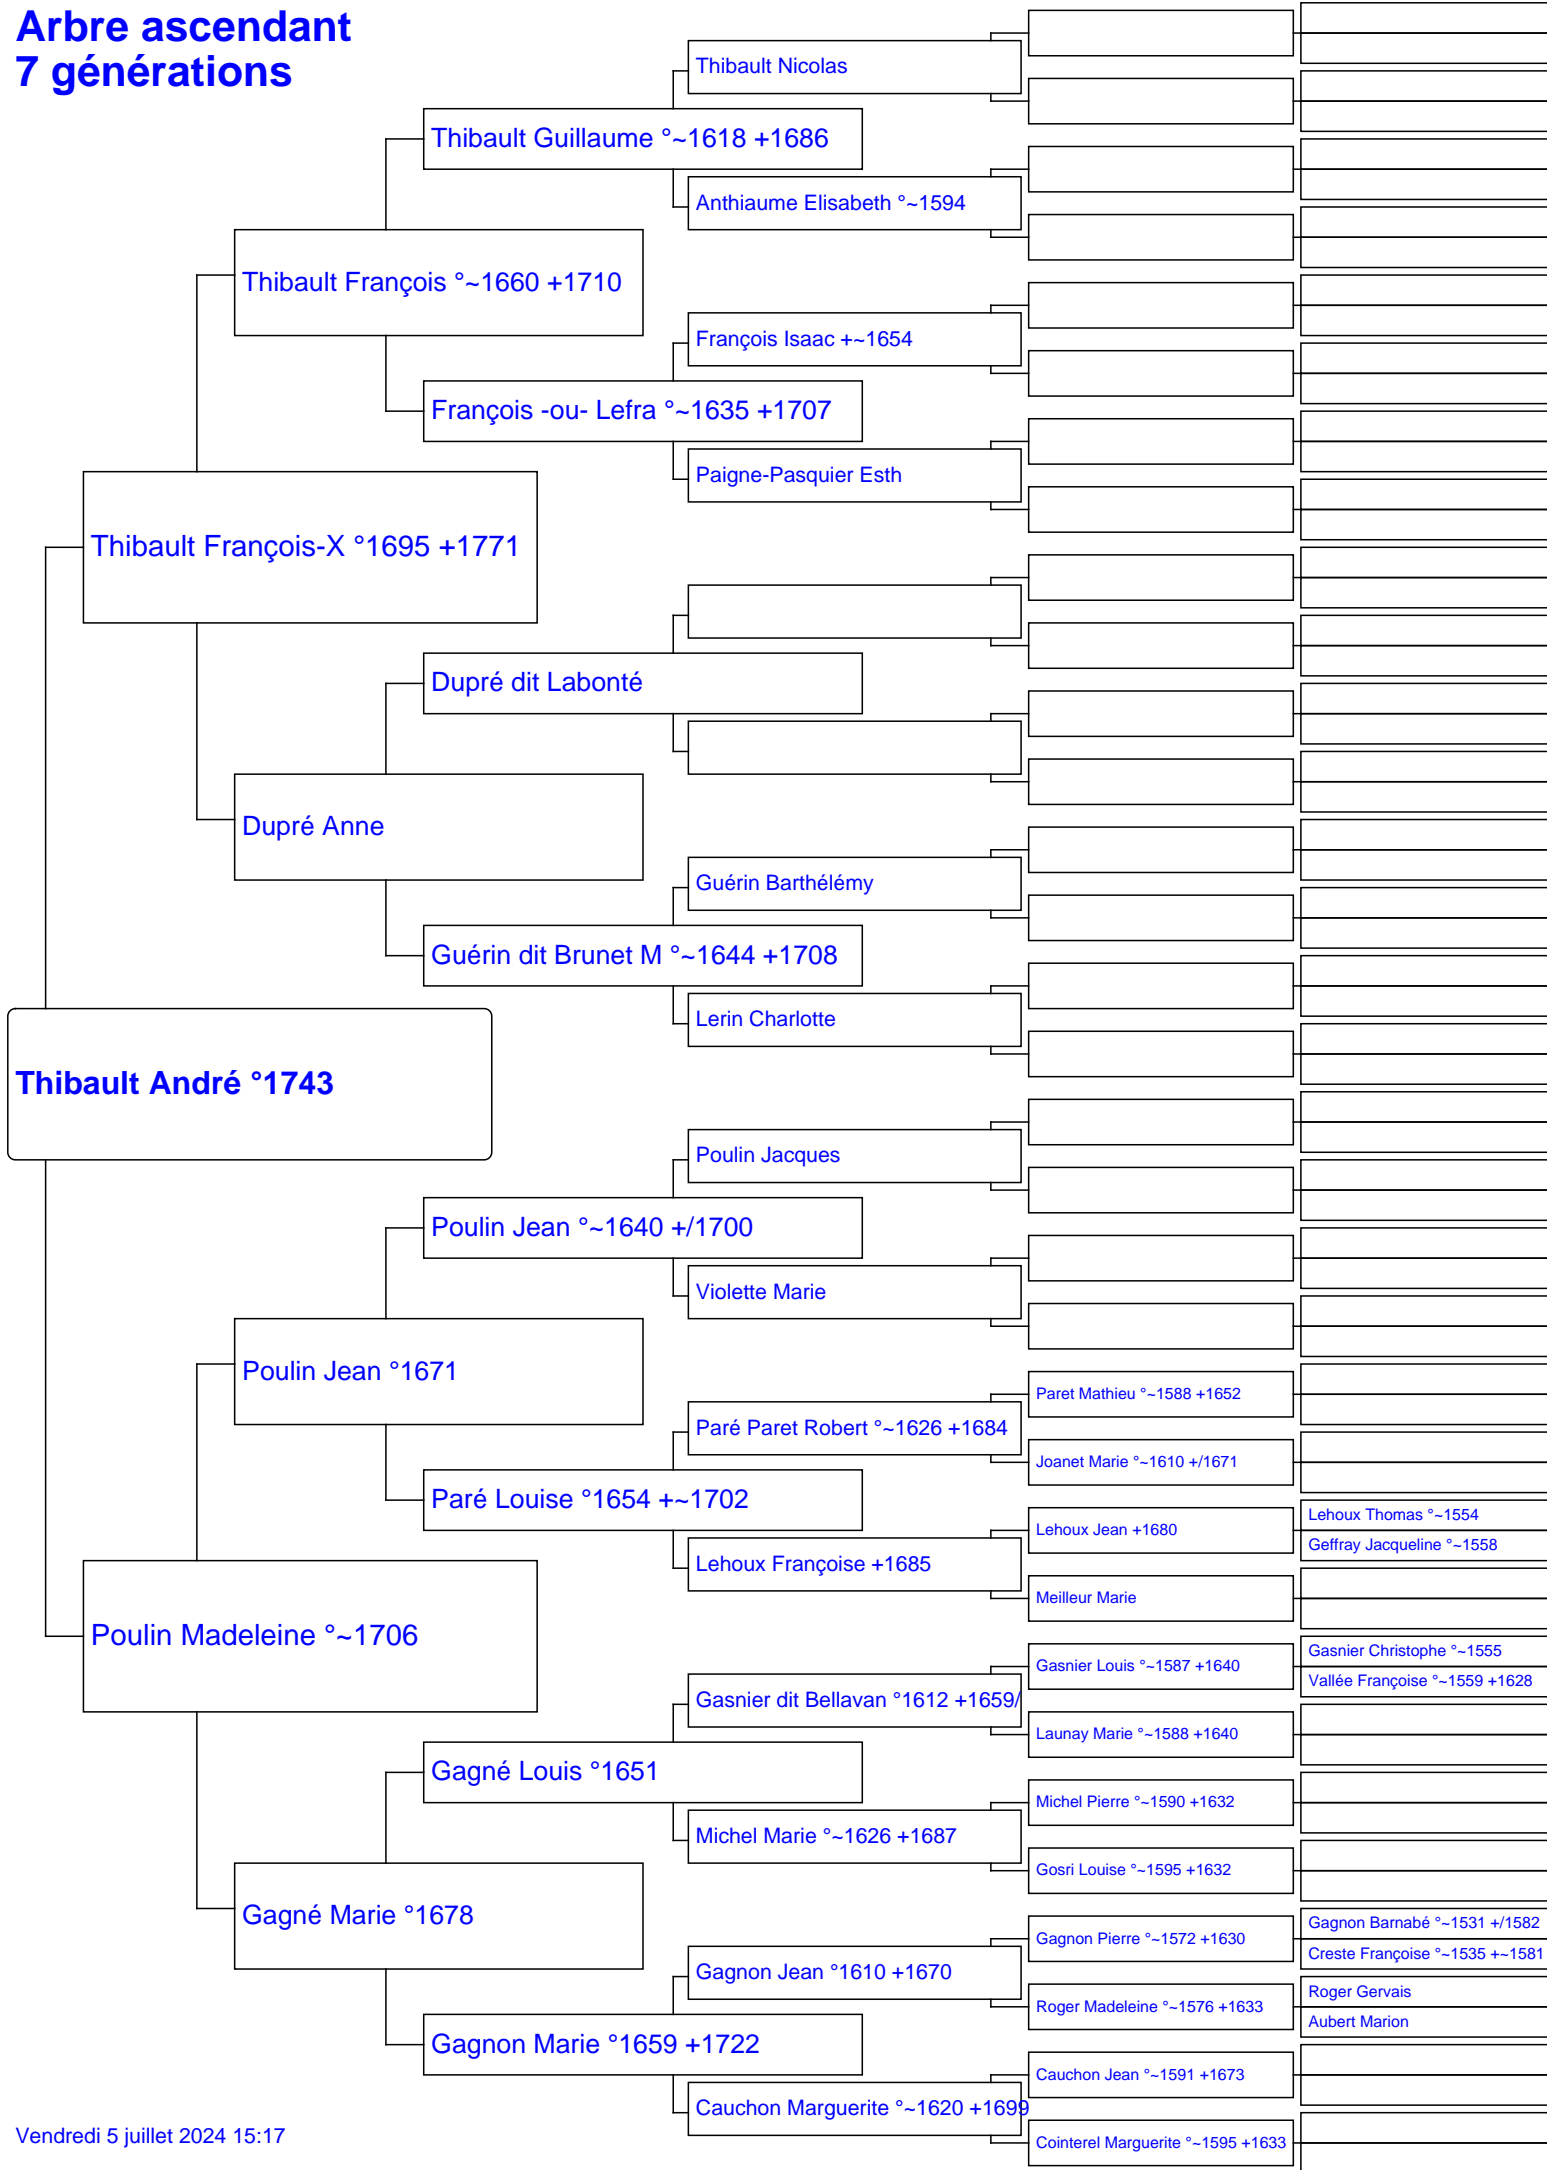 Arbre ascendant
7 générations
Thibault Nicolas
Thibault Guillaume °~1618 +1686
Anthiaume Elisabeth °~1594
Thibault François °~1660 +1710
François Isaac +~1654
François -ou- Lefra °~1635 +1707
Paigne-Pasquier Esth
Thibault François-X °1695 +1771
Dupré dit Labonté
Dupré Anne
Guérin Barthélémy
Guérin dit Brunet M °~1644 +1708
Lerin Charlotte
Thibault André °1743
Poulin Jacques
Poulin Jean °~1640 +/1700
Violette Marie
Poulin Jean °1671
Paret Mathieu °~1588 +1652
Paré Paret Robert °~1626 +1684
Joanet Marie °~1610 +/1671
Paré Louise °1654 +~1702
Lehoux Thomas °~1554
Lehoux Jean +1680
Geffray Jacqueline °~1558
Lehoux Françoise +1685
Meilleur Marie
Poulin Madeleine °~1706
Gasnier Christophe °~1555
Gasnier Louis °~1587 +1640
Vallée Françoise °~1559 +1628
Gasnier dit Bellavan °1612 +1659/
Launay Marie °~1588 +1640
Gagné Louis °1651
Michel Pierre °~1590 +1632
Michel Marie °~1626 +1687
Gosri Louise °~1595 +1632
Gagné Marie °1678
Gagnon Barnabé °~1531 +/1582
Gagnon Pierre °~1572 +1630
Creste Françoise °~1535 +~1581
Gagnon Jean °1610 +1670
Roger Gervais
Roger Madeleine °~1576 +1633
Aubert Marion
Gagnon Marie °1659 +1722
Cauchon Jean °~1591 +1673
Cauchon Marguerite °~1620 +1699
Cointerel Marguerite °~1595 +1633
Vendredi 5 juillet 2024 15:17